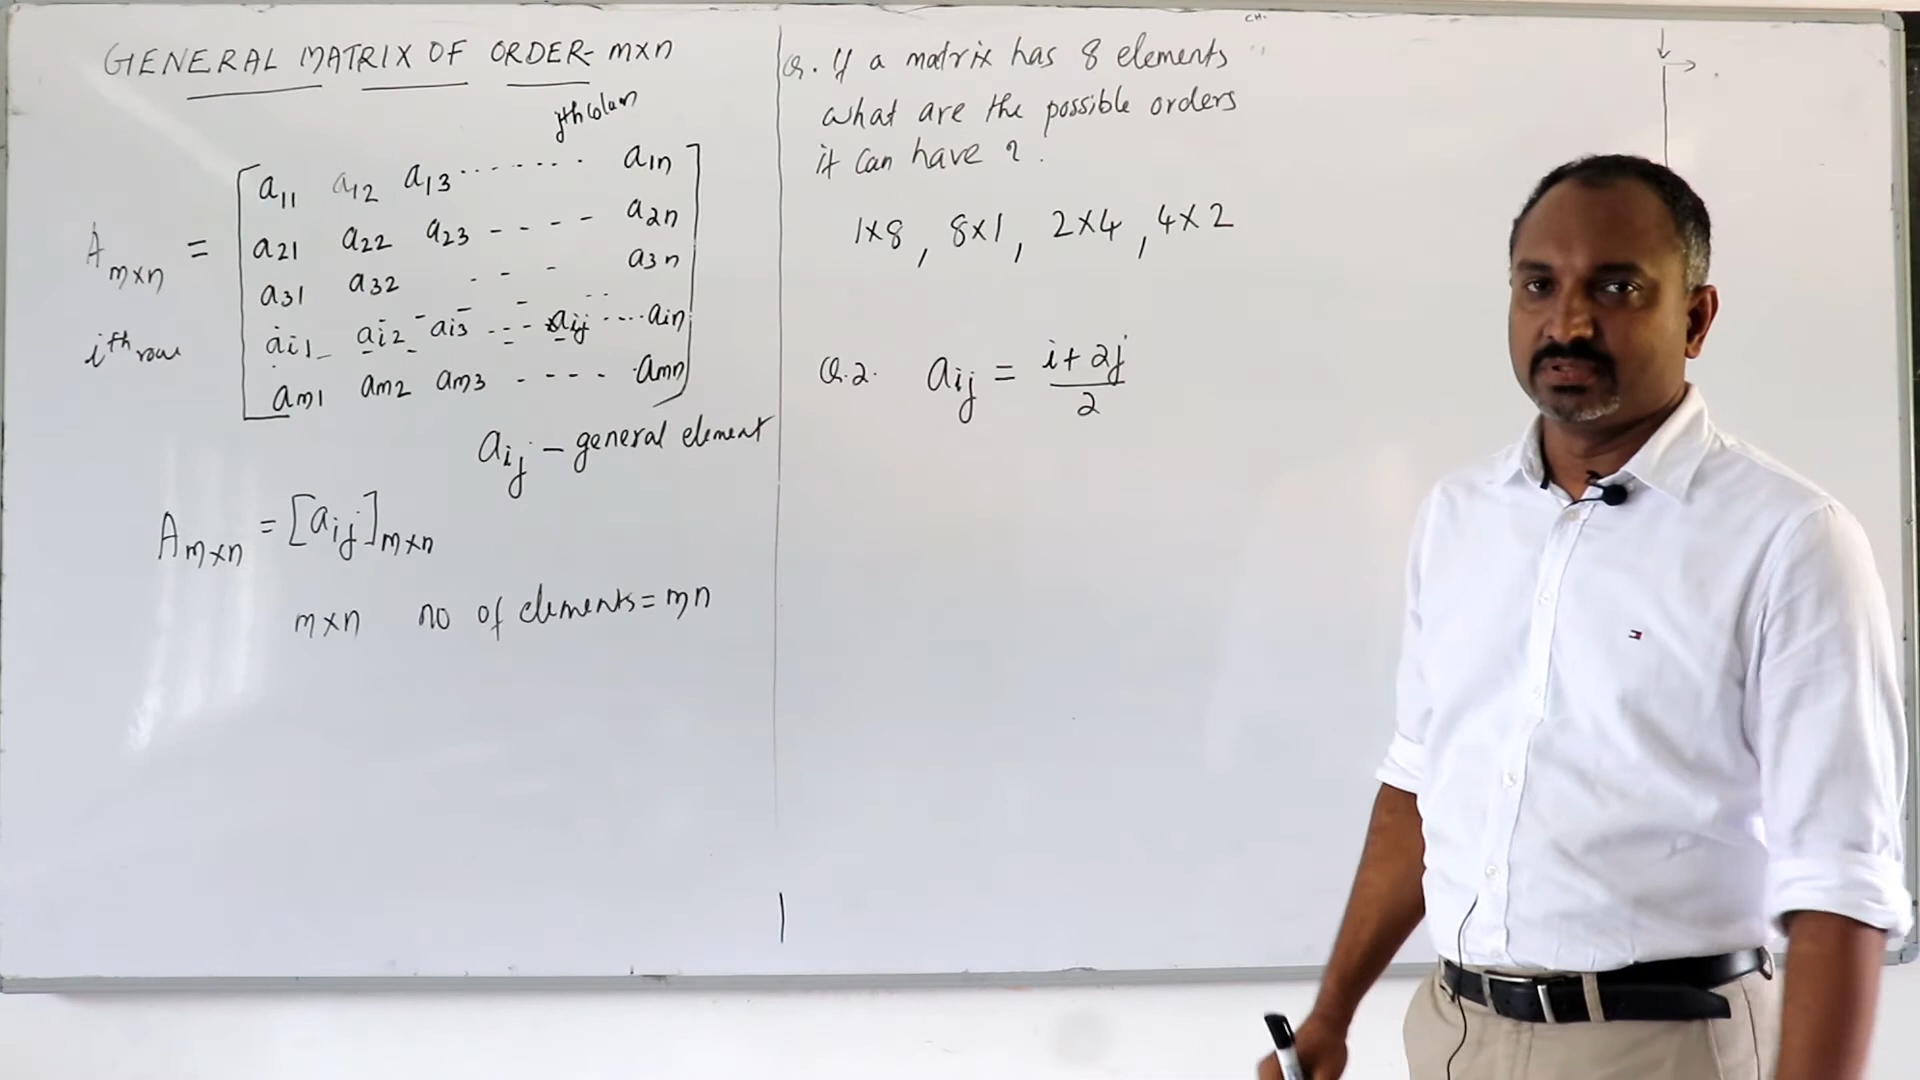 GENERAL MATRIX OF ORDER- m×n
jth colum
a11 a12 a13 ....... a1n
a21 a22 a23 - - - - a2n
Am×n =
a31 a32 - - - a3n
ith row
ai1 ai2 ai3 - - - aij .... ain
am1 am2 am3 - - - - amn
aij – general element
Am×n = [aij]m×n
m×n no of elements = mn
Q. If a matrix has 8 elements
what are the possible orders
it can have ?.
1×8, 8×1, 2×4, 4×2
Q.2. aij = i+2j
2
CH.